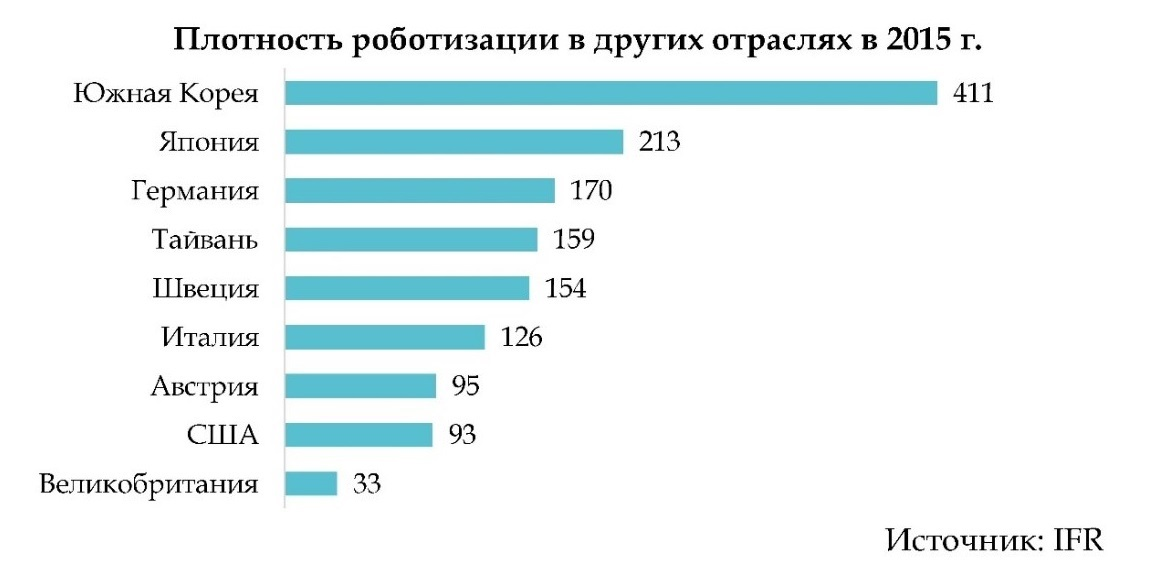 Плотность роботизации в других отраслях в 2015 г.
Южная Корея 411
Япония 213
Германия 170
Тайвань 159
Швеция 154
Италия 126
Австрия 95
США 93
Великобритания 33
Источник: IFR